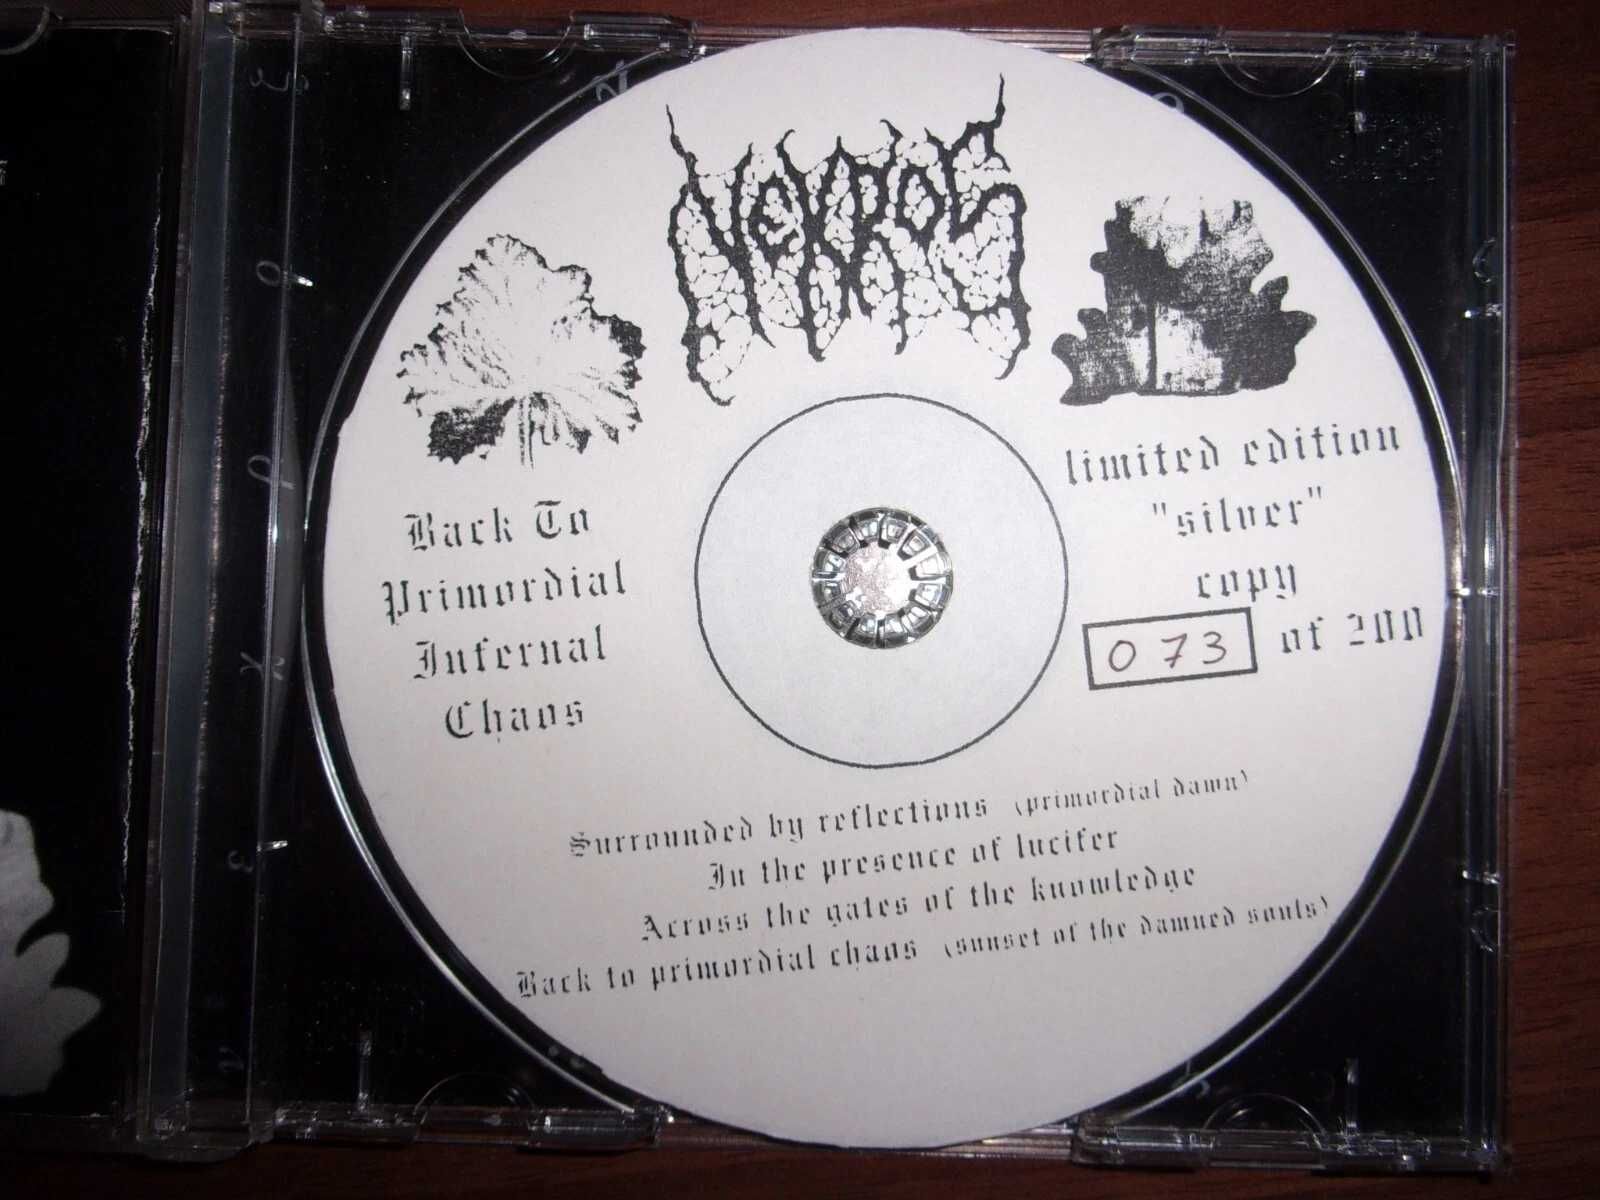 Nekros
Back To
Primordial
Infernal
Chaos
limited edition
"silver"
copy
073 of 200
Surrounded by reflections (primordial dawn)
In the presence of lucifer
Across the gates of the knowledge
Back to primordial chaos (sunset of the damned souls)